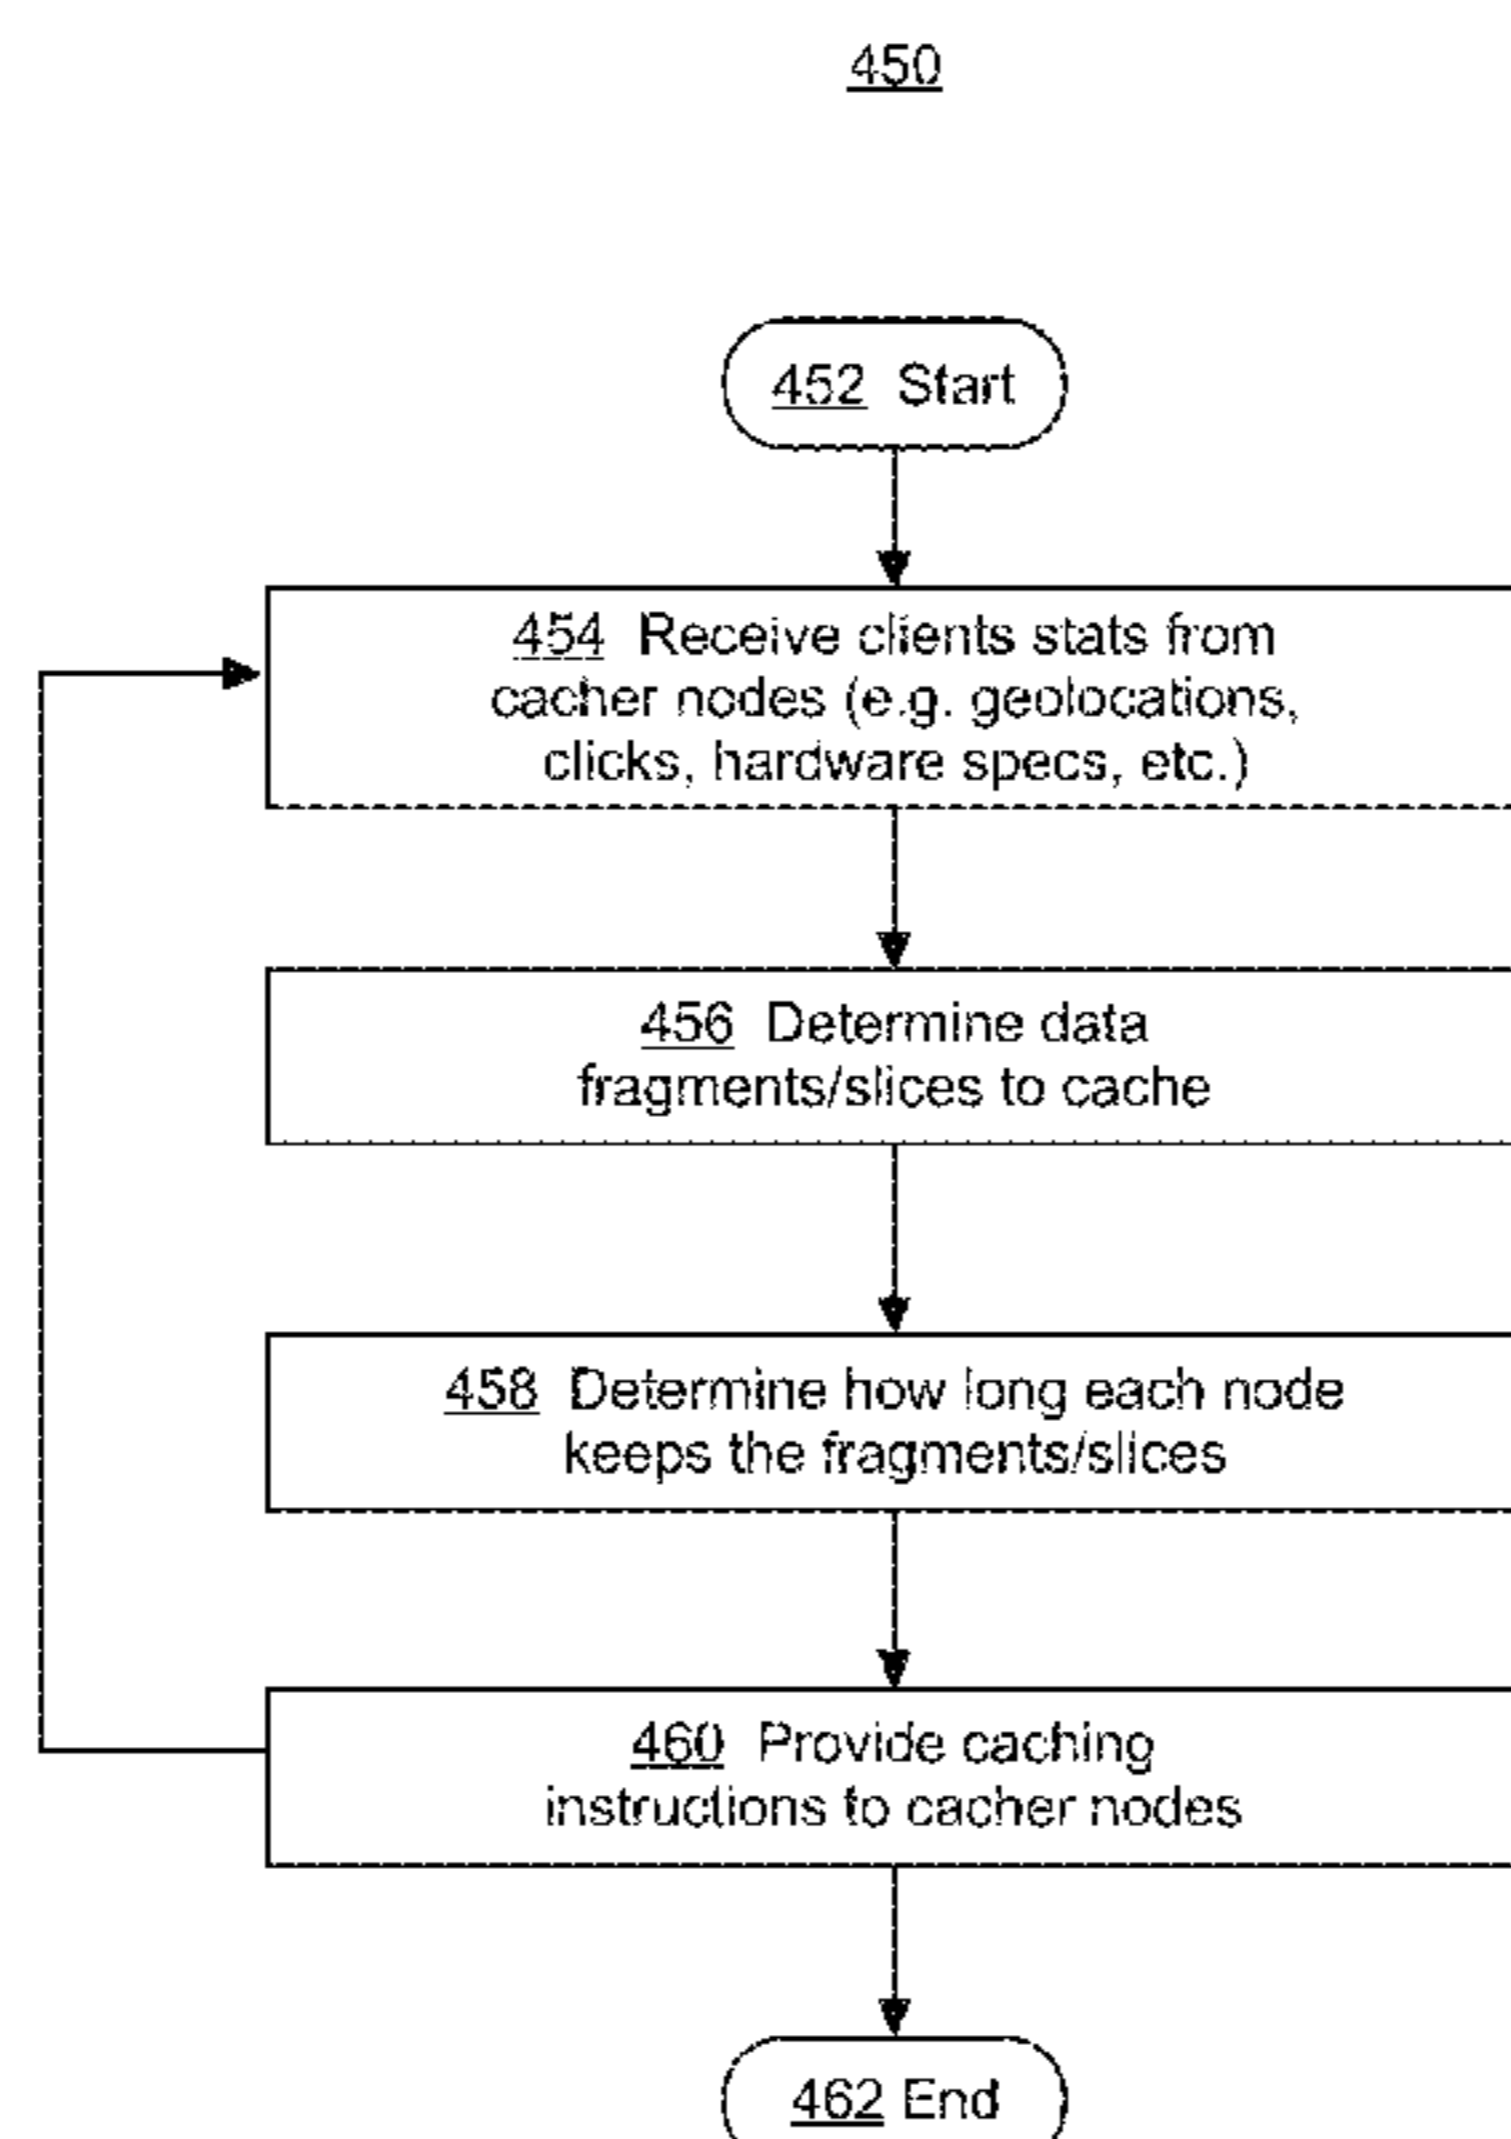 450
452 Start
454 Receive clients stats from
cacher nodes (e.g. geolocations,
clicks, hardware specs, etc.)
456 Determine data
fragments/slices to cache
458 Determine how long each node
keeps the fragments/slices
460 Provide caching
instructions to cacher nodes
462 End